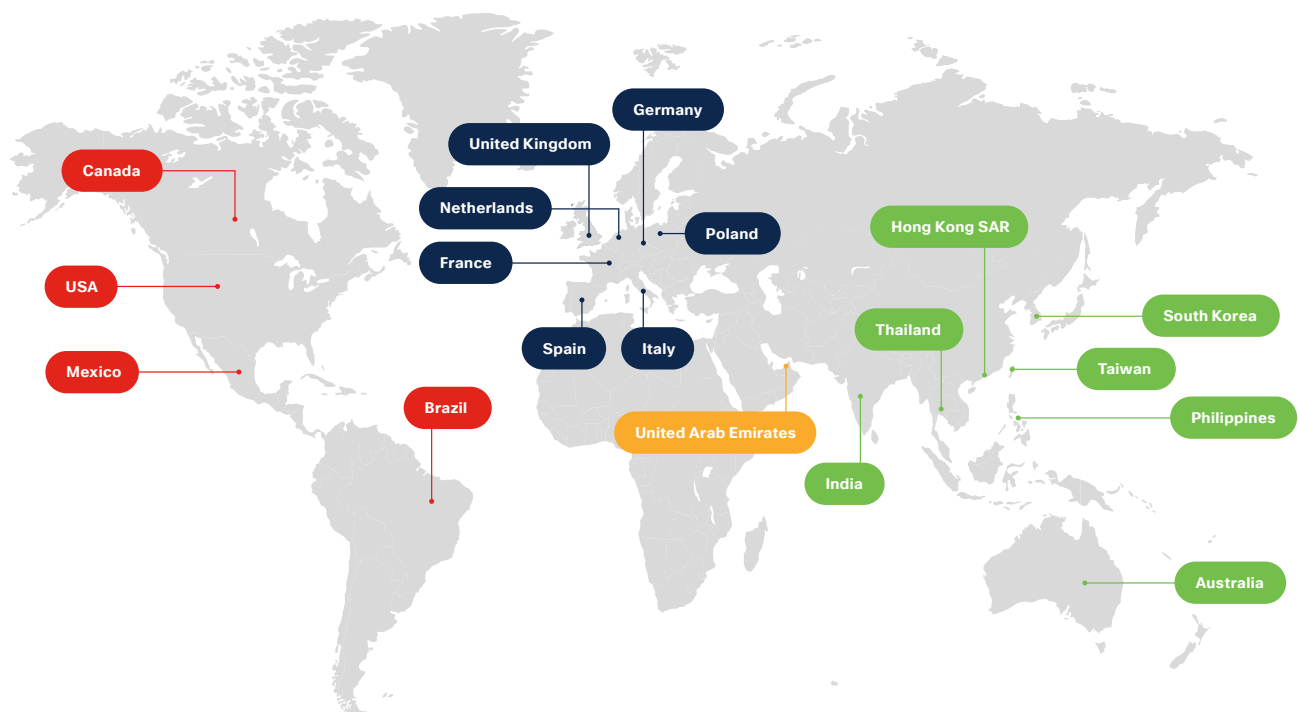 Germany
United Kingdom
Canada
Netherlands
Poland
Hong Kong SAR
France
USA
South Korea
Thailand
Spain
Italy
Mexico
Taiwan
Brazil
Philippines
United Arab Emirates
India
Australia